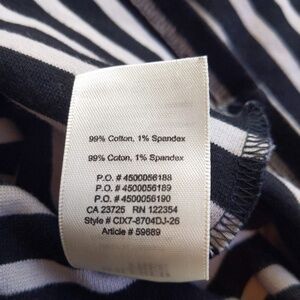 99% Cotton, 1% Spandex
99% Coton, 1% Spandex
P.O. # 4500056188
P.O. # 4500056189
P.O. # 4500056190
CA 23725 RN 122354
Style # CIX7-8704DJ-26
Article # 59689